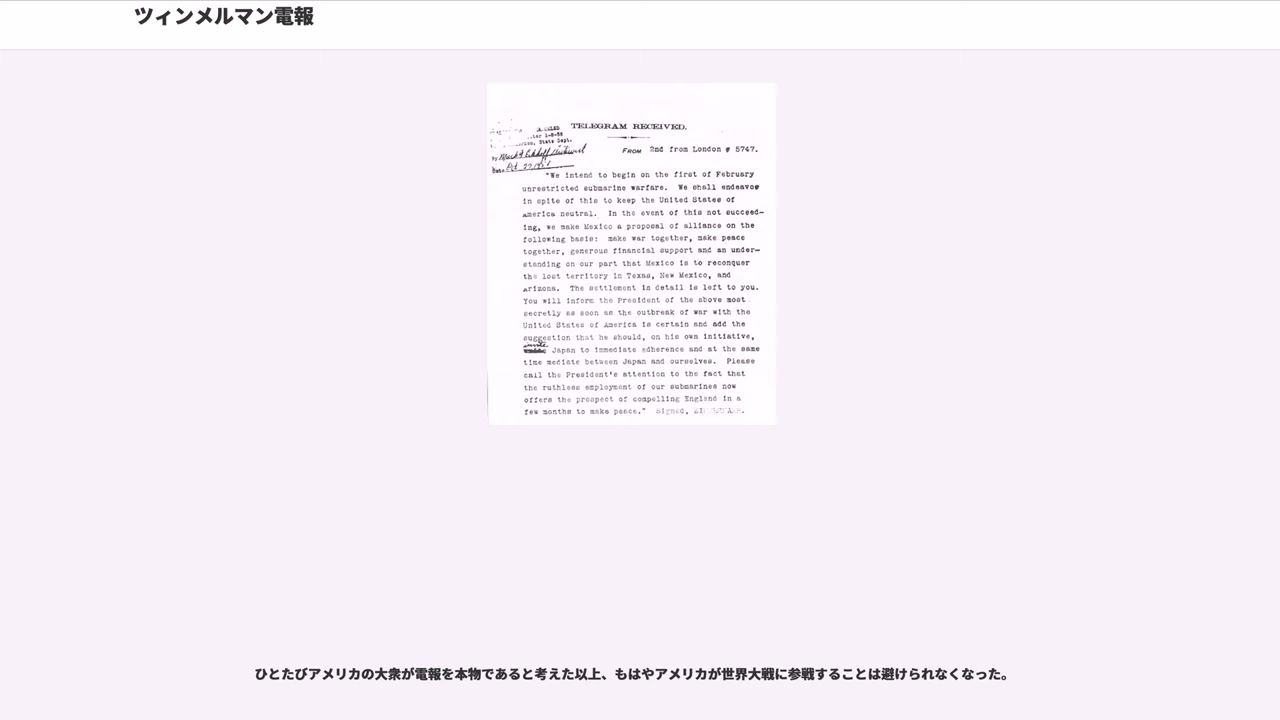 ツィンメルマン電報
TELEGRAM RECEIVED.
1-8-58
State Dept.
By
Date
FROM 2nd from London # 5747.
"We intend to begin on the first of February
unrestricted submarine warfare. We shall endeavor
in spite of this to keep the United States of
America neutral. In the event of this not succeed-
ing, we make Mexico a proposal of alliance on the
following basis: make war together, make peace
together, generous financial support and an under-
standing on our part that Mexico is to reconquer
the lost territory in Texas, New Mexico, and
Arizona. The settlement in detail is left to you.
You will inform the President of the above most
secretly as soon as the outbreak of war with the
United States of America is certain and add the
suggestion that he should, on his own initiative,
invite
Japan to immediate adherence and at the same
time mediate between Japan and ourselves. Please
call the President's attention to the fact that
the ruthless employment of our submarines now
offers the prospect of compelling England in a
few months to make peace." Signed,
ひとたびアメリカの大衆が電報を本物であると考えた以上、もはやアメリカが世界大戦に参戦することは避けられなくなった。